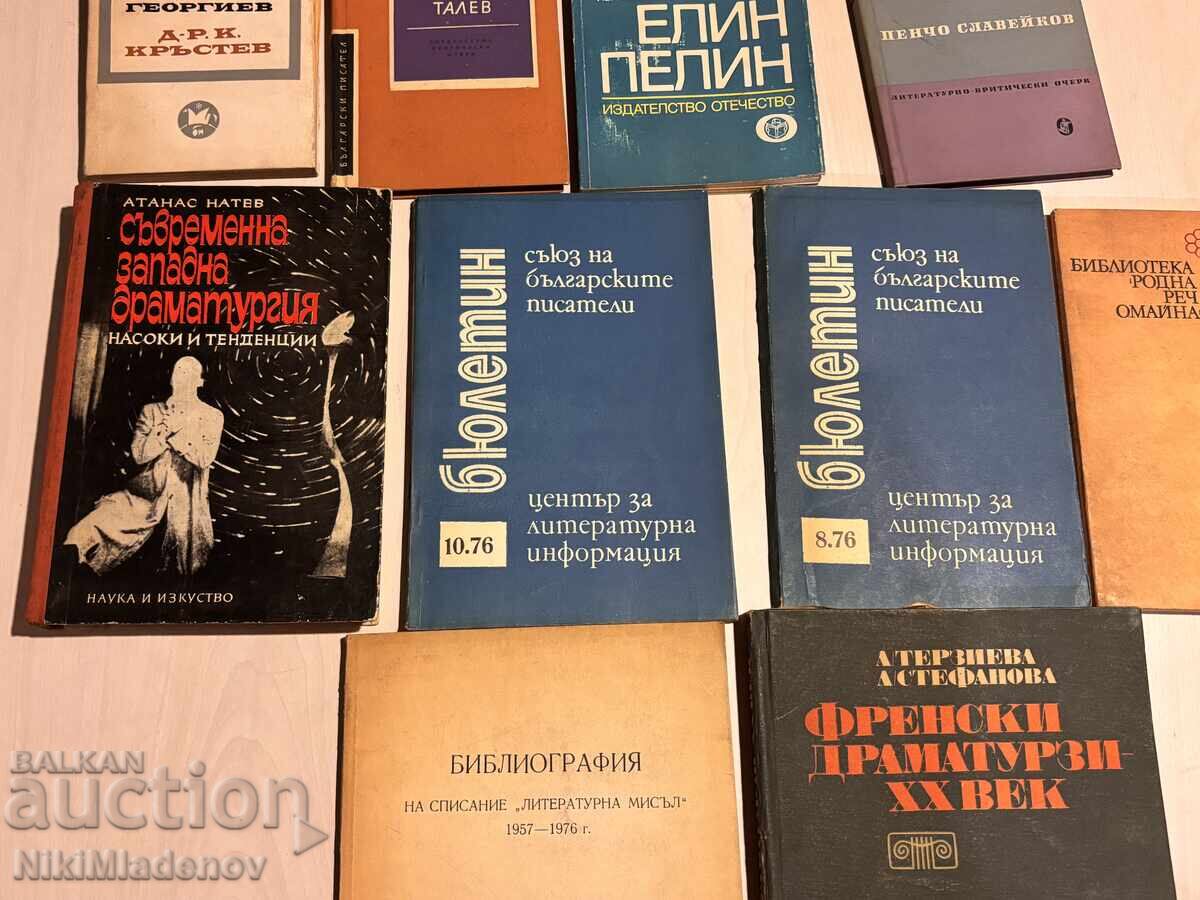 ГЕОРГИЕВ
Д-Р. К.
КРЪСТЕВ
ТАЛЕВ
БЪЛГАРСКИ ПИСАТЕЛ
ЕЛИН
ПЕЛИН
ИЗДАТЕЛСТВО ОТЕЧЕСТВО
ПЕНЧО СЛАВЕЙКОВ
ЛИТЕРАТУРНО-КРИТИЧЕСКИ ОЧЕРК
АТАНАС НАТЕВ
съвременна
западна
драматургия
НАСОКИ И ТЕНДЕНЦИИ
НАУКА И ИЗКУСТВО
бюлетин
съюз на
българските
писатели
10.76
център за
литературна
информация
бюлетин
съюз на
българските
писатели
8.76
център за
литературна
информация
БИБЛИОТЕКА
РОДНА
РЕЧ
ОМАЙНА
БИБЛИОГРАФИЯ
НА СПИСАНИЕ „ЛИТЕРАТУРНА МИСЪЛ“
1957—1976 г.
Л/ТЕРЗИЕВА
Л/СТЕФАНОВА
ФРЕНСКИ
ДРАМАТУРЗИ-
XX ВЕК
BALKAN
auction
NikiMladenov